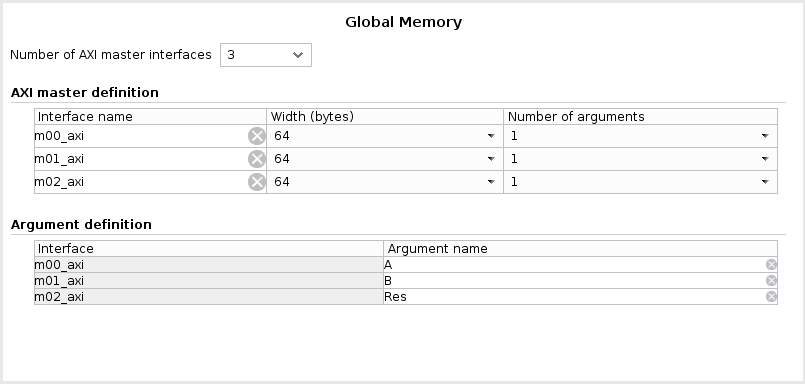 Global Memory
Number of AXI master interfaces 3
AXI master definition
Interface name Width (bytes) Number of arguments
m00_axi 64 1
m01_axi 64 1
m02_axi 64 1
Argument definition
Interface Argument name
m00_axi A
m01_axi B
m02_axi Res